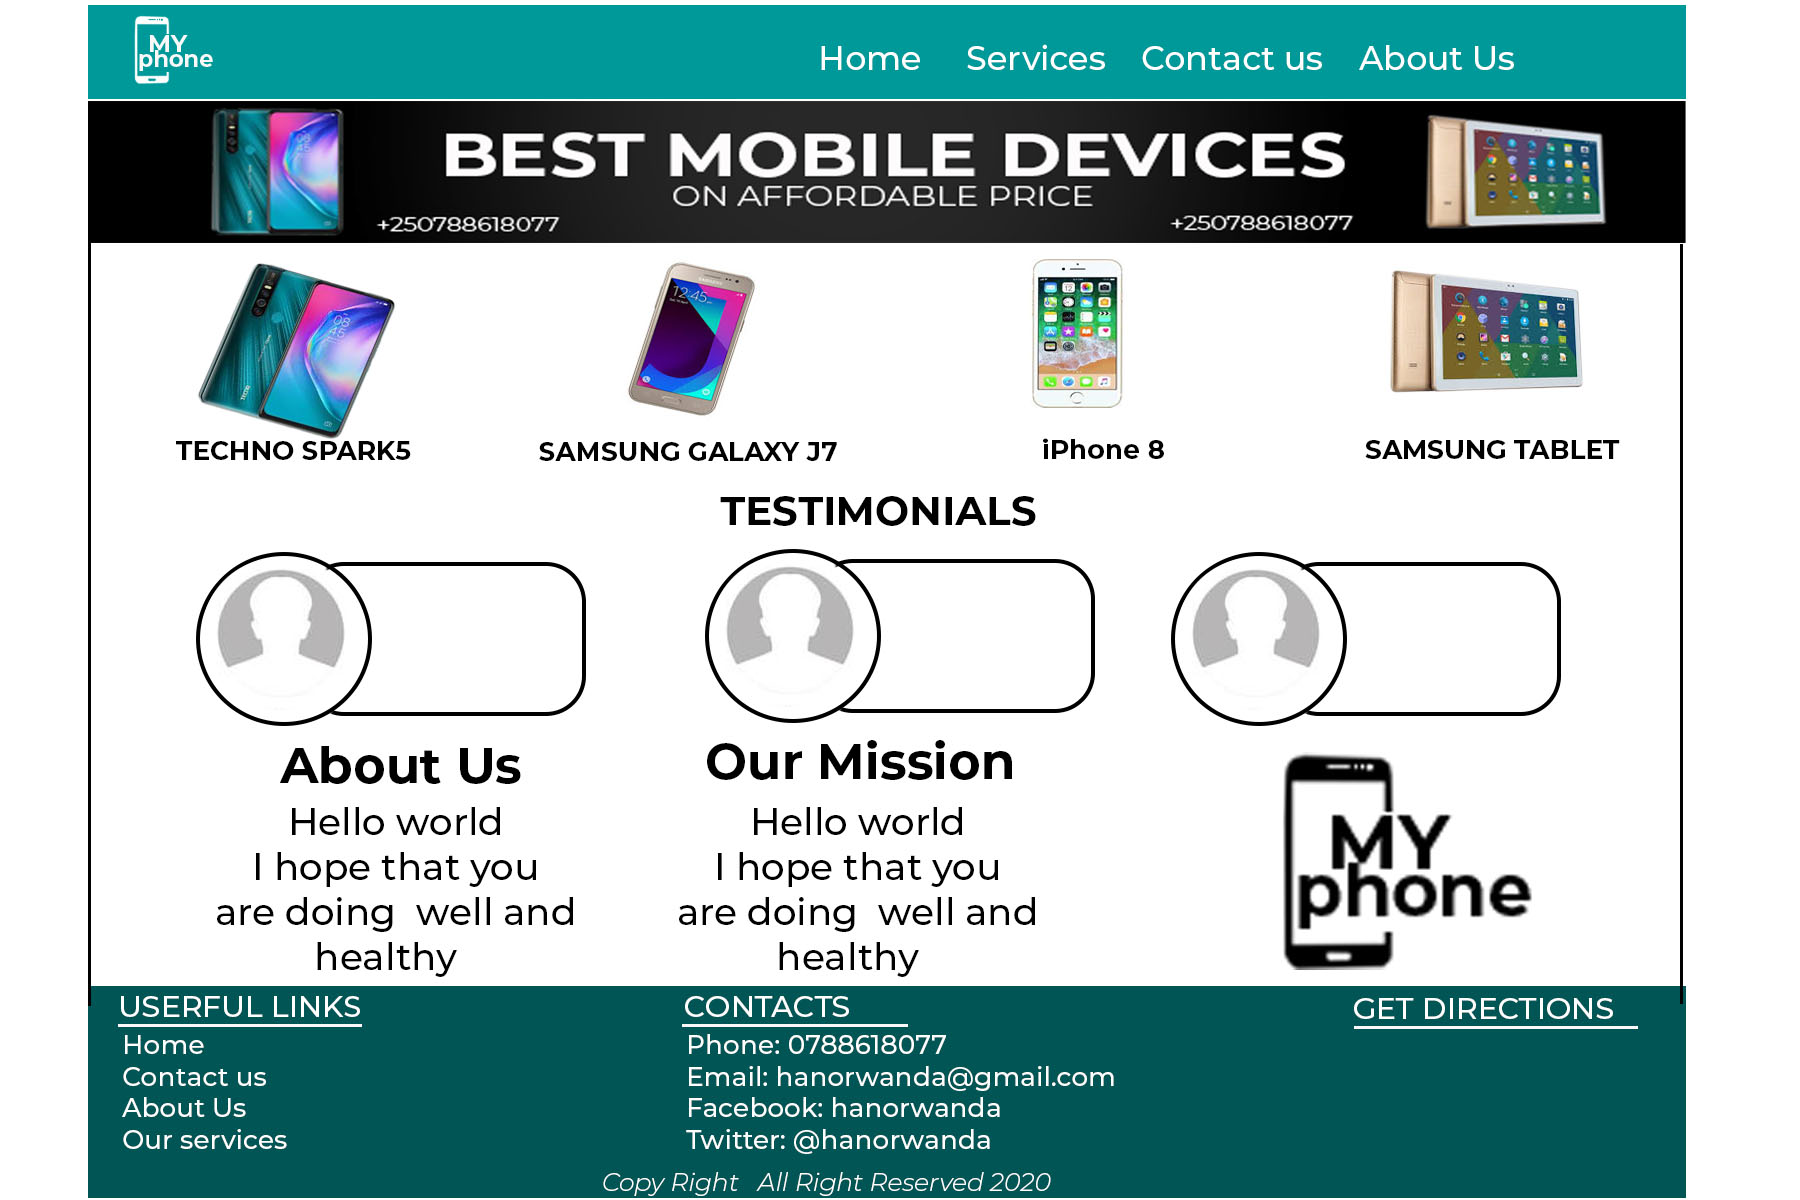 MY
phone
Home Services Contact us About Us
BEST MOBILE DEVICES
ON AFFORDABLE PRICE
+250788618077 +250788618077
TECHNO SPARK5 SAMSUNG GALAXY J7 iPhone 8 SAMSUNG TABLET
TESTIMONIALS
About Us
Hello world
I hope that you
are doing  well and
healthy
Our Mission
Hello world
I hope that you
are doing  well and
healthy
MY
phone
USERFUL LINKS
Home
Contact us
About Us
Our services
CONTACTS
Phone: 0788618077
Email: hanorwanda@gmail.com
Facebook: hanorwanda
Twitter: @hanorwanda
GET DIRECTIONS
Copy Right   All Right Reserved 2020